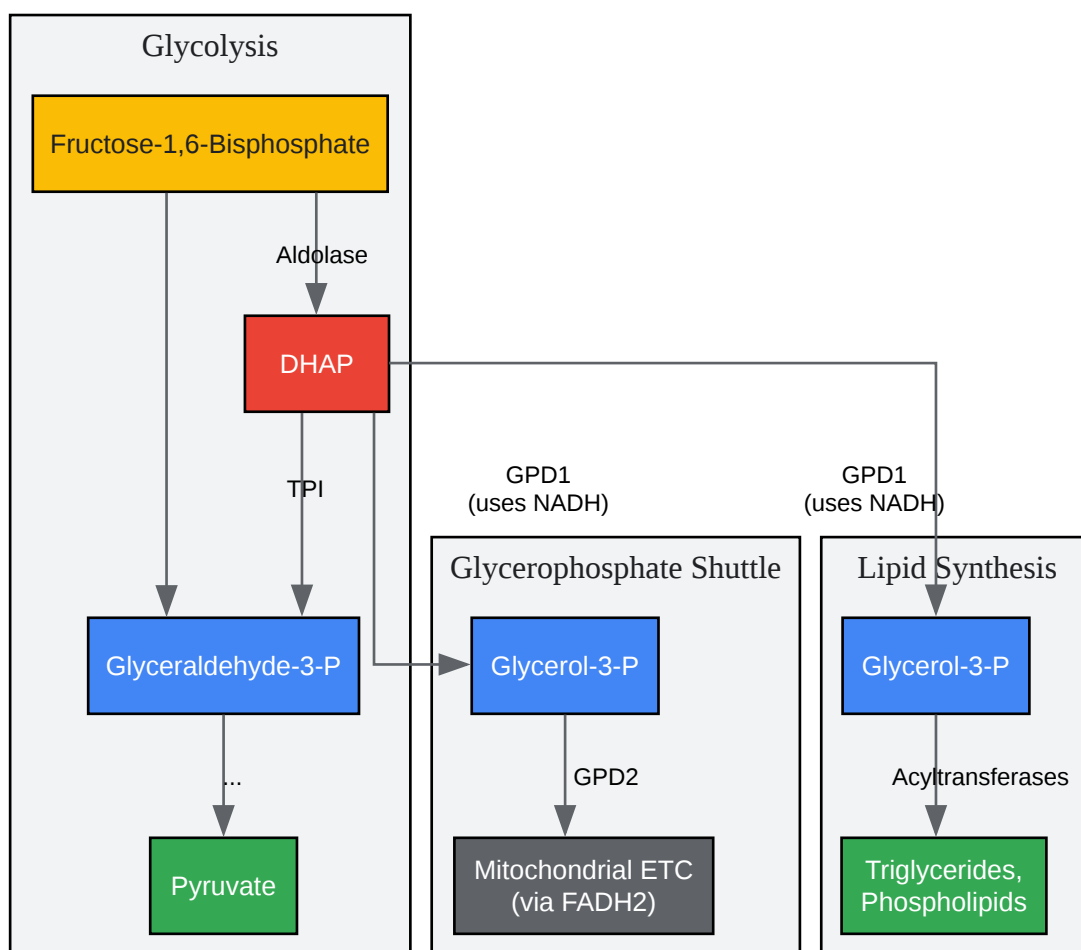 Glycolysis
Fructose-1,6-Bisphosphate
Aldolase
DHAP
TPI
GPD1
(uses NADH)
GPD1
(uses NADH)
Glycerophosphate Shuttle
Lipid Synthesis
Glyceraldehyde-3-P
Glycerol-3-P
Glycerol-3-P
...
GPD2
Acyltransferases
Pyruvate
Mitochondrial ETC
(via FADH2)
Triglycerides,
Phospholipids